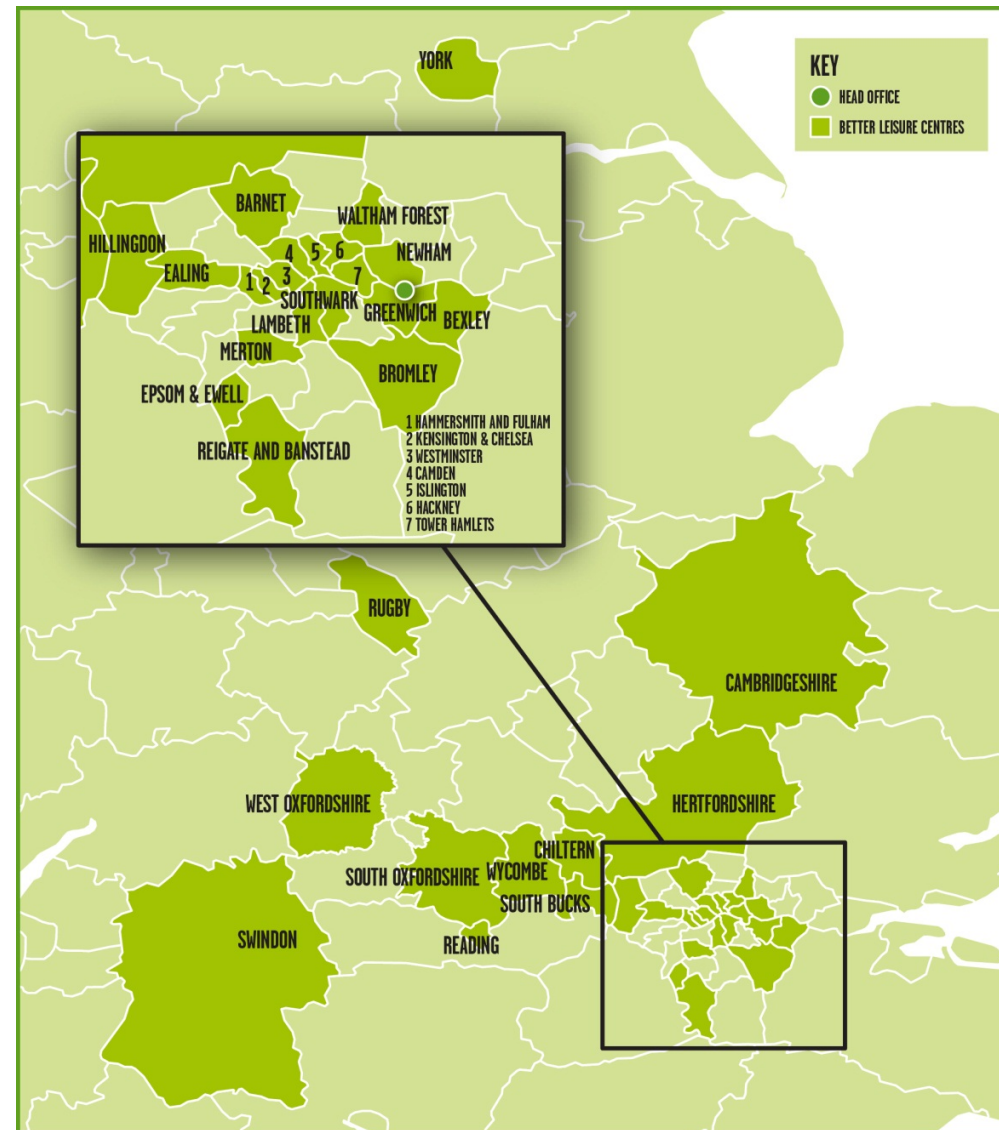 YORK
KEY
HEAD OFFICE
BETTER LEISURE CENTRES
BARNET
WALTHAM FOREST
HILLINGDON
NEWHAM
EALING
4
5
6
1
2
3
7
SOUTHWARK
GREENWICH
LAMBETH
BEXLEY
MERTON
BROMLEY
EPSOM & EWELL
REIGATE AND BANSTEAD
1 HAMMERSMITH AND FULHAM
2 KENSINGTON & CHELSEA
3 WESTMINSTER
4 CAMDEN
5 ISLINGTON
6 HACKNEY
7 TOWER HAMLETS
RUGBY
CAMBRIDGESHIRE
WEST OXFORDSHIRE
HERTFORDSHIRE
CHILTERN
SOUTH OXFORDSHIRE
WYCOMBE
SOUTH BUCKS
SWINDON
READING